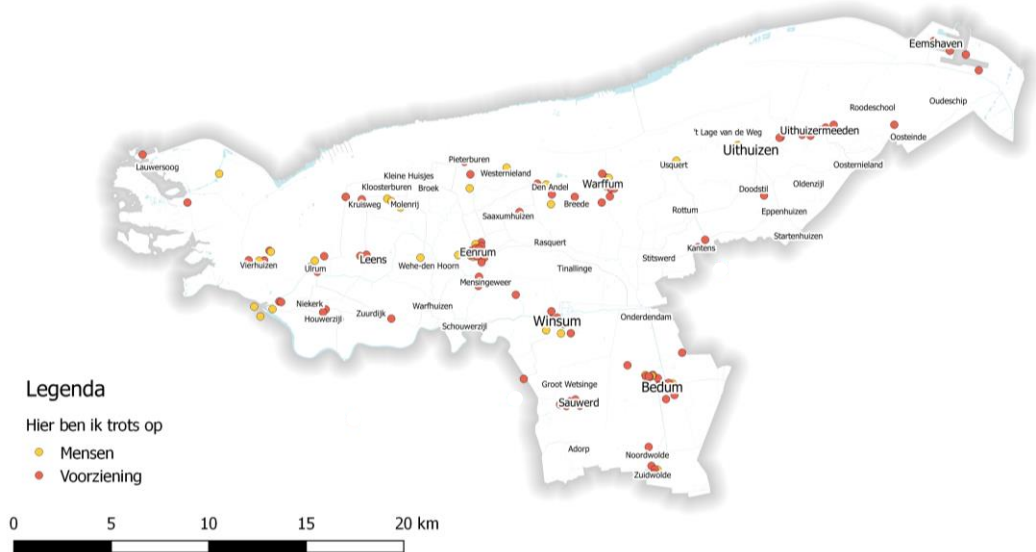 Eemshaven
Oudeschip
Roodeschool
't Lage van de Weg
Uithuizermeeden
Oosteinde
Uithuizen
Lauwersoog
Pieterburen
Westernielland
Usquert
Oosternieland
Kleine Huisjes
Kloosterburen
Broek
Den Andel
Warffum
Doodstil
Oldenzijl
Kruisweg
Molenrij
Breede
Saaxumhuizen
Rottum
Eppenhuizen
Startenhuizen
Rasquert
Kantens
Eenrum
Stitswerd
Vierhuizen
Ulrum
Leens
Wehe-den Hoorn
Tinallinge
Mensingeweer
Niekerk
Houwerzijl
Zuurdijk
Warfhuizen
Schouwerzijl
Winsum
Onderdendam
Groot Wetsinge
Bedum
Sauwerd
Adorp
Noordwolde
Zuidwolde
Legenda
Hier ben ik trots op
Mensen
Voorziening
0 5 10 15 20 km